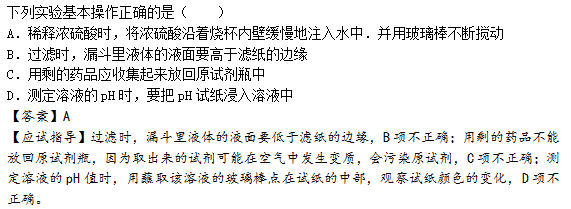 下列实验基本操作正确的是（　　）
A．稀释浓硫酸时，将浓硫酸沿着烧杯内壁缓慢地注入水中．并用玻璃棒不断搅动
B．过滤时，漏斗里液体的液面要高于滤纸的边缘
C．用剩的药品应收集起来放回原试剂瓶中
D．测定溶液的pH时，要把pH试纸浸入溶液中
【答案】A
【应试指导】过滤时，漏斗里液体的液面要低于滤纸的边缘，B项不正确；用剩的药品不能
放回原试剂瓶，因为取出来的试剂可能在空气中发生变质，会污染原试剂，C项不正确；测
定溶液的pH值时，用蘸取该溶液的玻璃棒点在试纸的中部，观察试纸颜色的变化，D项不
正确。